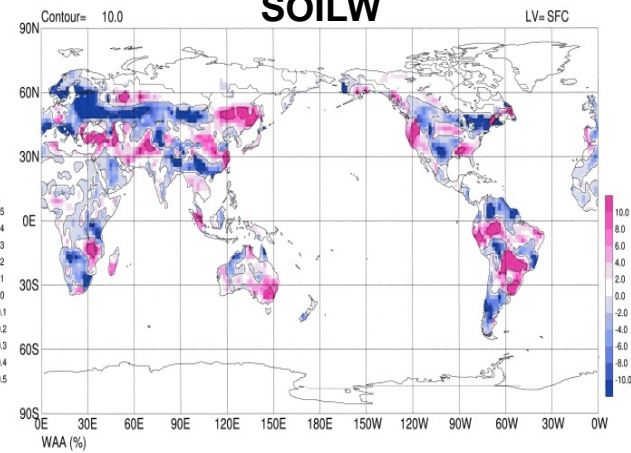 SOILW
Contour= 10.0 LV= SFC
90N
60N
30N
0E
30S
60S
90S
0E 30E 60E 90E 120E 150E 180E 150W 120W 90W 60W 30W 0W
WAA (%)
10.0
8.0
6.0
4.0
2.0
0.0
-2.0
-4.0
-6.0
-8.0
-10.0